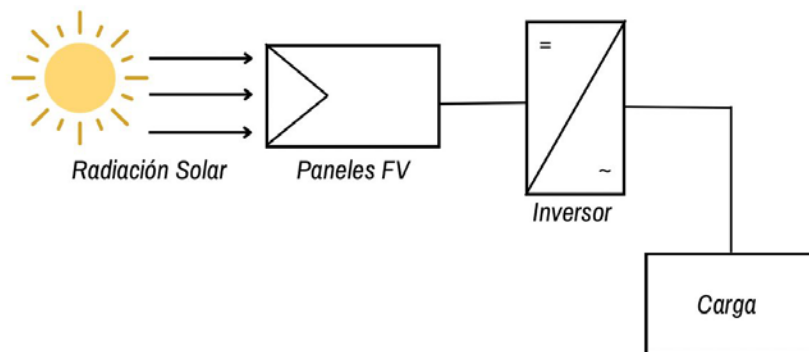 =
Radiación Solar
Paneles FV
~
Inversor
Carga